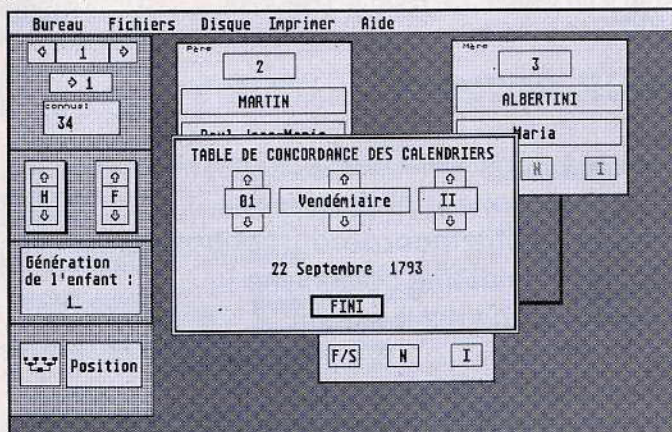 Bureau Fichiers Disque Imprimer Aide
1
1
connus:
34
H F
Génération
de l'enfant :
1_
Position
Père
2
MARTIN
Mère
3
ALBERTINI
Maria
N I
TABLE DE CONCORDANCE DES CALENDRIERS
01 Vendémiaire II
22 Septembre 1793
FINI
F/S N I